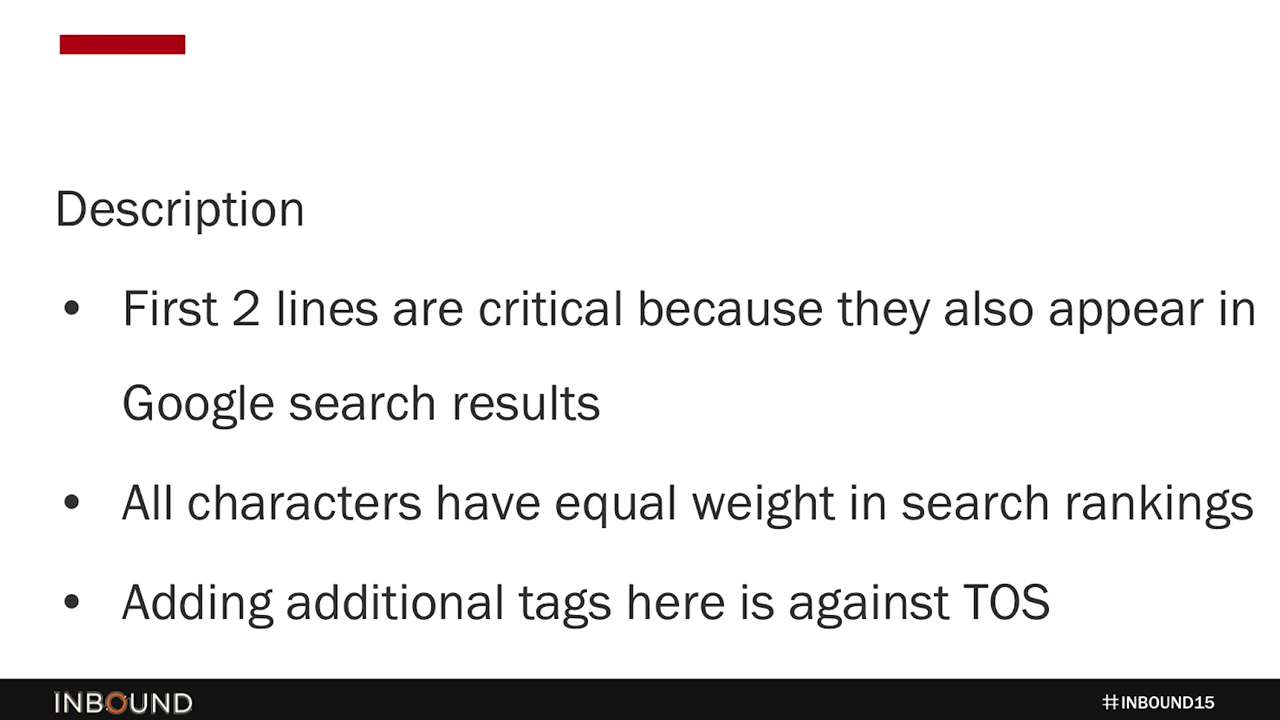 Description
• First 2 lines are critical because they also appear in
Google search results
• All characters have equal weight in search rankings
• Adding additional tags here is against TOS
INBOUND
#INBOUND15